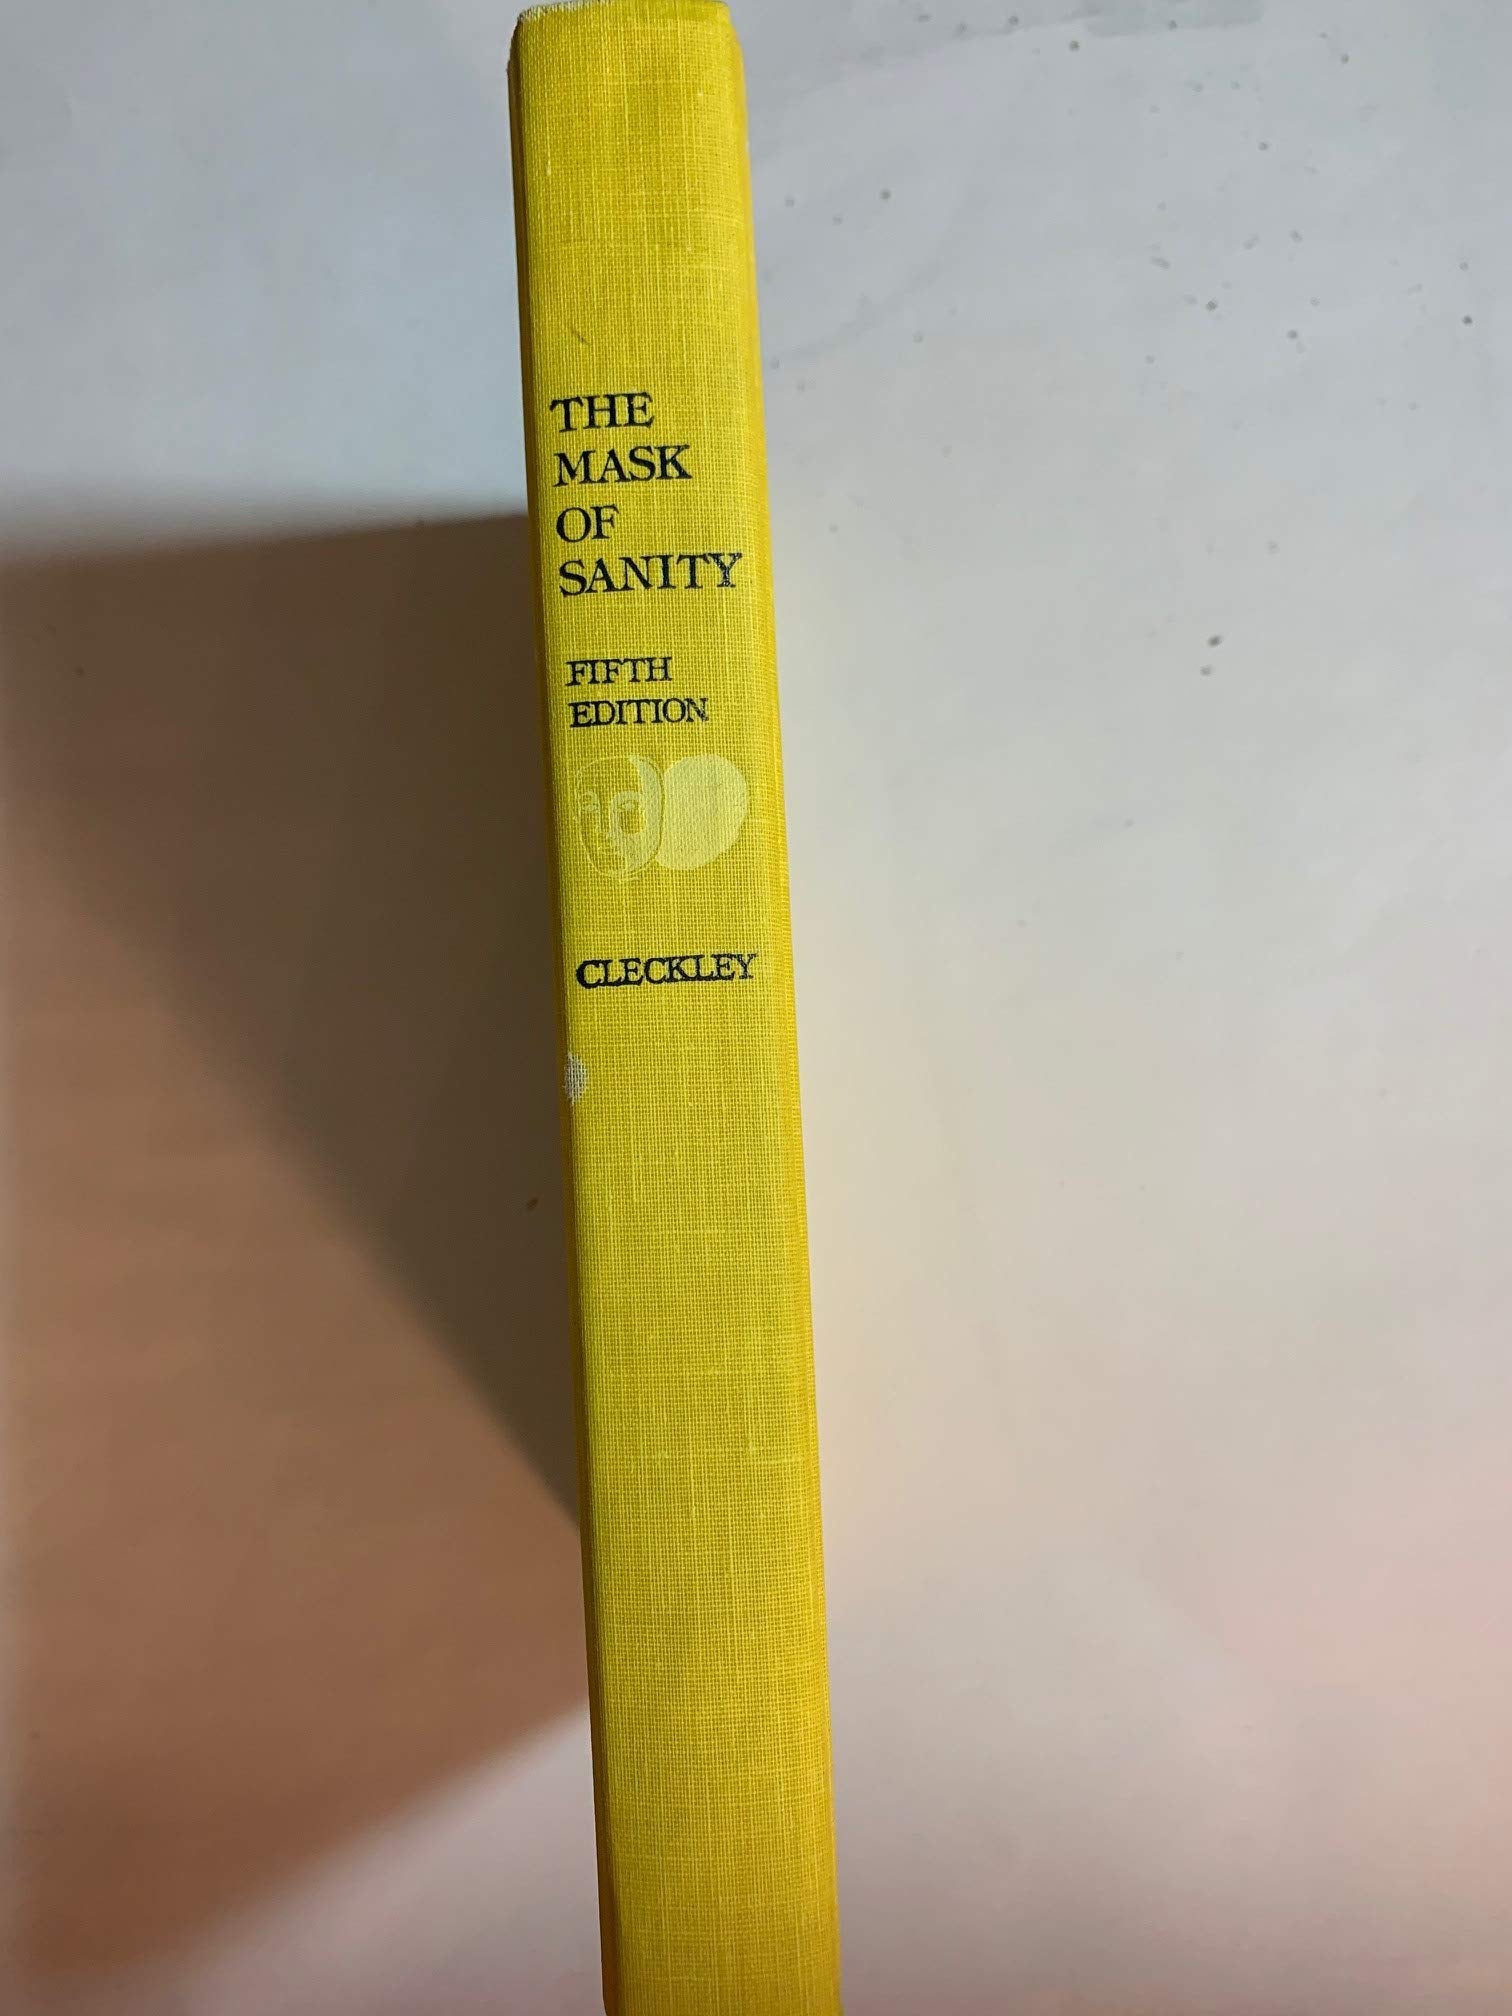 THE
MASK
OF
SANITY
FIFTH
EDITION
CLECKLEY